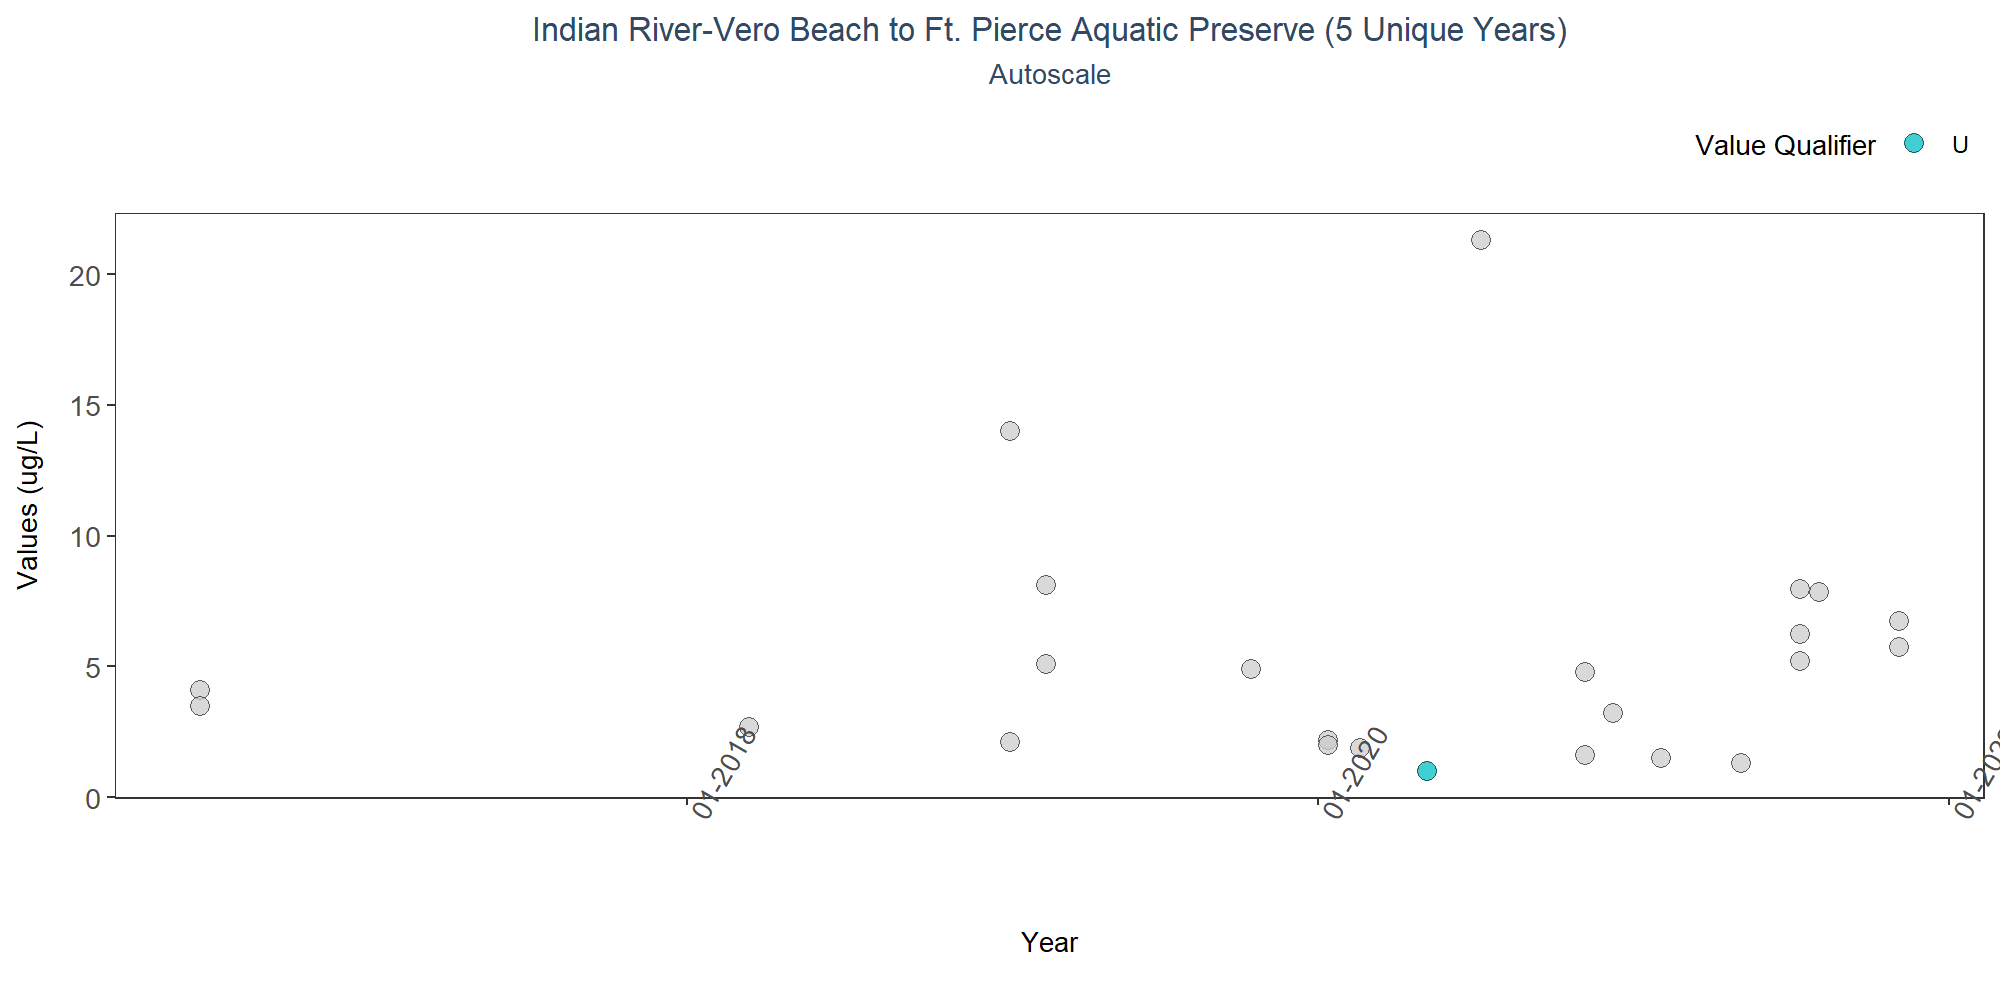 Indian River-Vero Beach to Ft. Pierce Aquatic Preserve (5 Unique Years)
Autoscale
Value Qualifier U
Values (ug/L)
20
15
10
5
0
01-2018
01-2020
Year